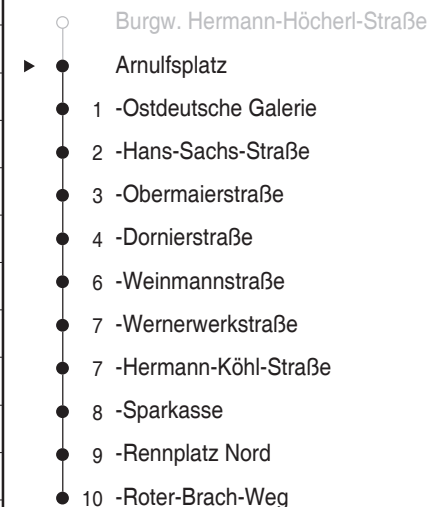 Burgw. Hermann-Höcherl-Straße
Arnulfsplatz
1 -Ostdeutsche Galerie
2 -Hans-Sachs-Straße
3 -Obermaierstraße
4 -Dornierstraße
6 -Weinmannstraße
7 -Wernerwerkstraße
7 -Hermann-Köhl-Straße
8 -Sparkasse
9 -Rennplatz Nord
10 -Roter-Brach-Weg